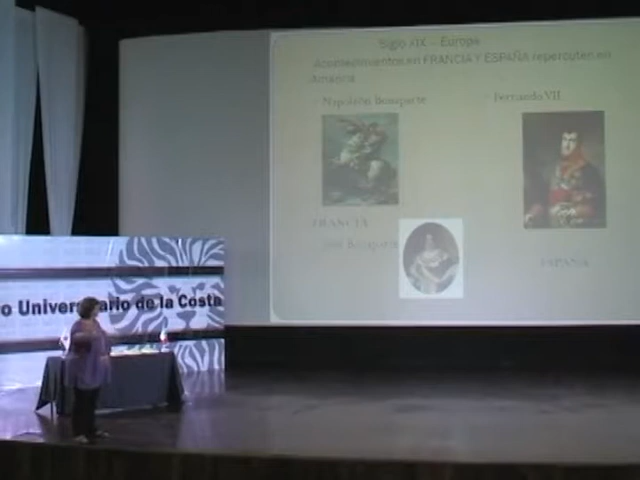 Siglo XIX – Europa
Acontecimientos en FRANCIA Y ESPAÑA repercuten en
América
Napoleón Bonaparte
Fernando VII
FRANCIA
José Bonaparte
ESPAÑA
o Universitario de la Costa